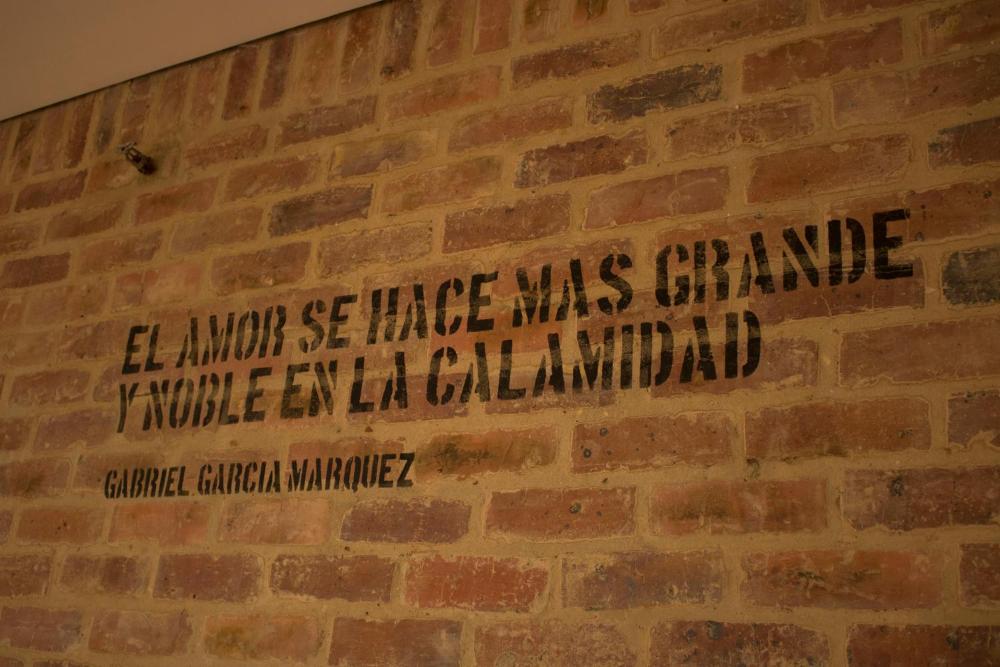 EL AMOR SE HACE MAS GRANDE
Y NOBLE EN LA CALAMIDAD
GABRIEL GARCIA MARQUEZ